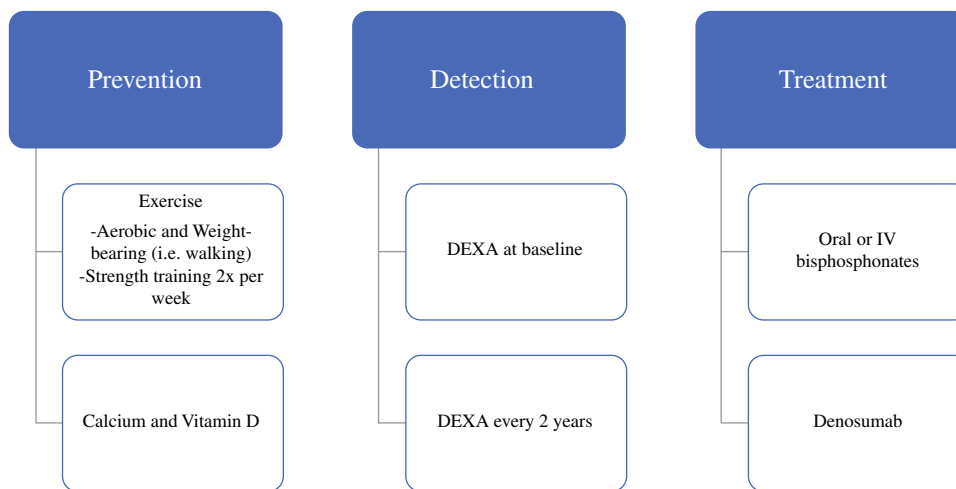 Prevention
Exercise
-Aerobic and Weight-
bearing (i.e. walking)
-Strength training 2x per
week
Calcium and Vitamin D
Detection
DEXA at baseline
DEXA every 2 years
Treatment
Oral or IV
bisphosphonates
Denosumab